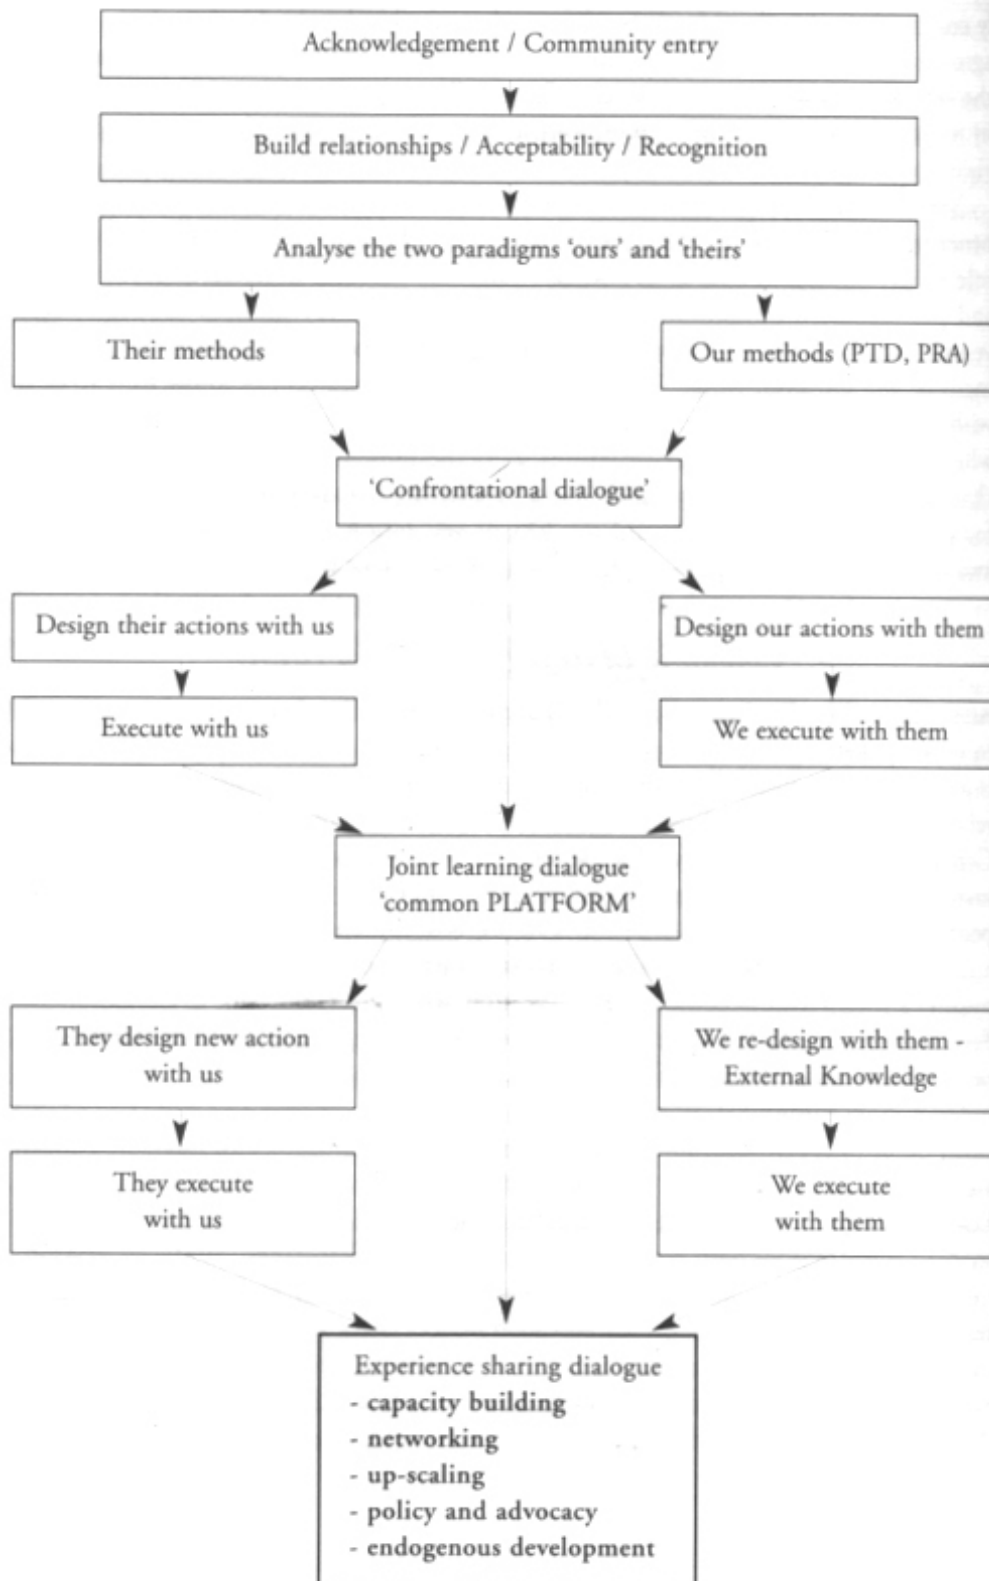 Acknowledgement / Community entry
Build relationships / Acceptability / Recognition
Analyse the two paradigms ‘ours’ and ‘theirs’
Their methods
Our methods (PTD, PRA)
‘Confrontational dialogue’
Design their actions with us
Design our actions with them
Execute with us
We execute with them
Joint learning dialogue
‘common PLATFORM’
They design new action
with us
We re-design with them -
External Knowledge
They execute
with us
We execute
with them
Experience sharing dialogue
- capacity building
- networking
- up-scaling
- policy and advocacy
- endogenous development